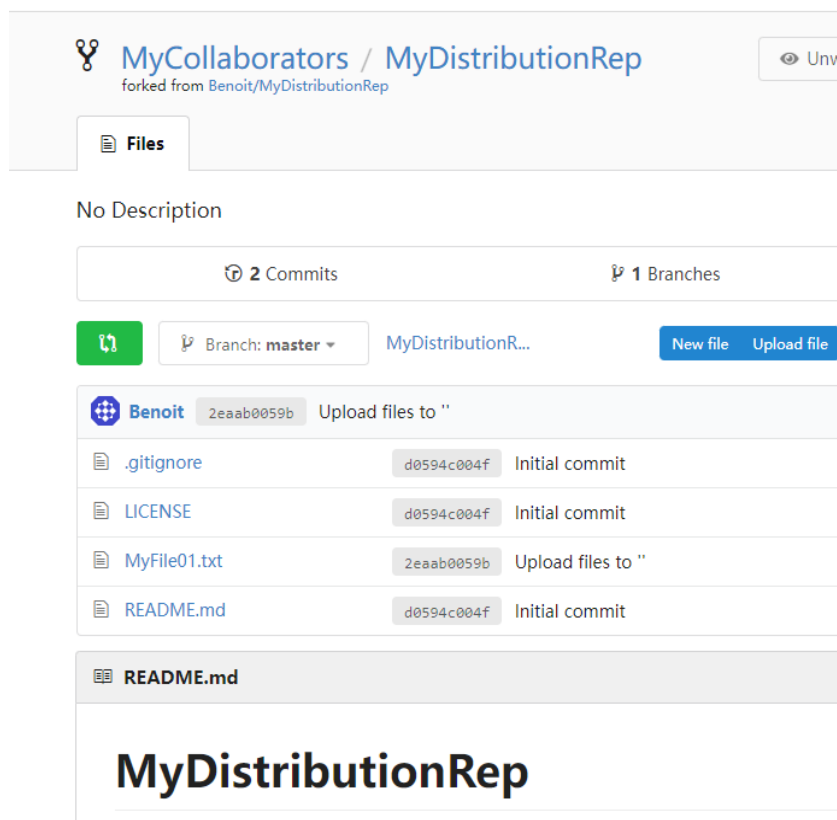 MyCollaborators / MyDistributionRep
forked from Benoit/MyDistributionRep
Files
No Description
2 Commits 1 Branches
Branch: master MyDistributionR... New file Upload file
Benoit 2eaab0059b Upload files to ''
.gitignore d0594c004f Initial commit
LICENSE d0594c004f Initial commit
MyFile01.txt 2eaab0059b Upload files to ''
README.md d0594c004f Initial commit
README.md
MyDistributionRep